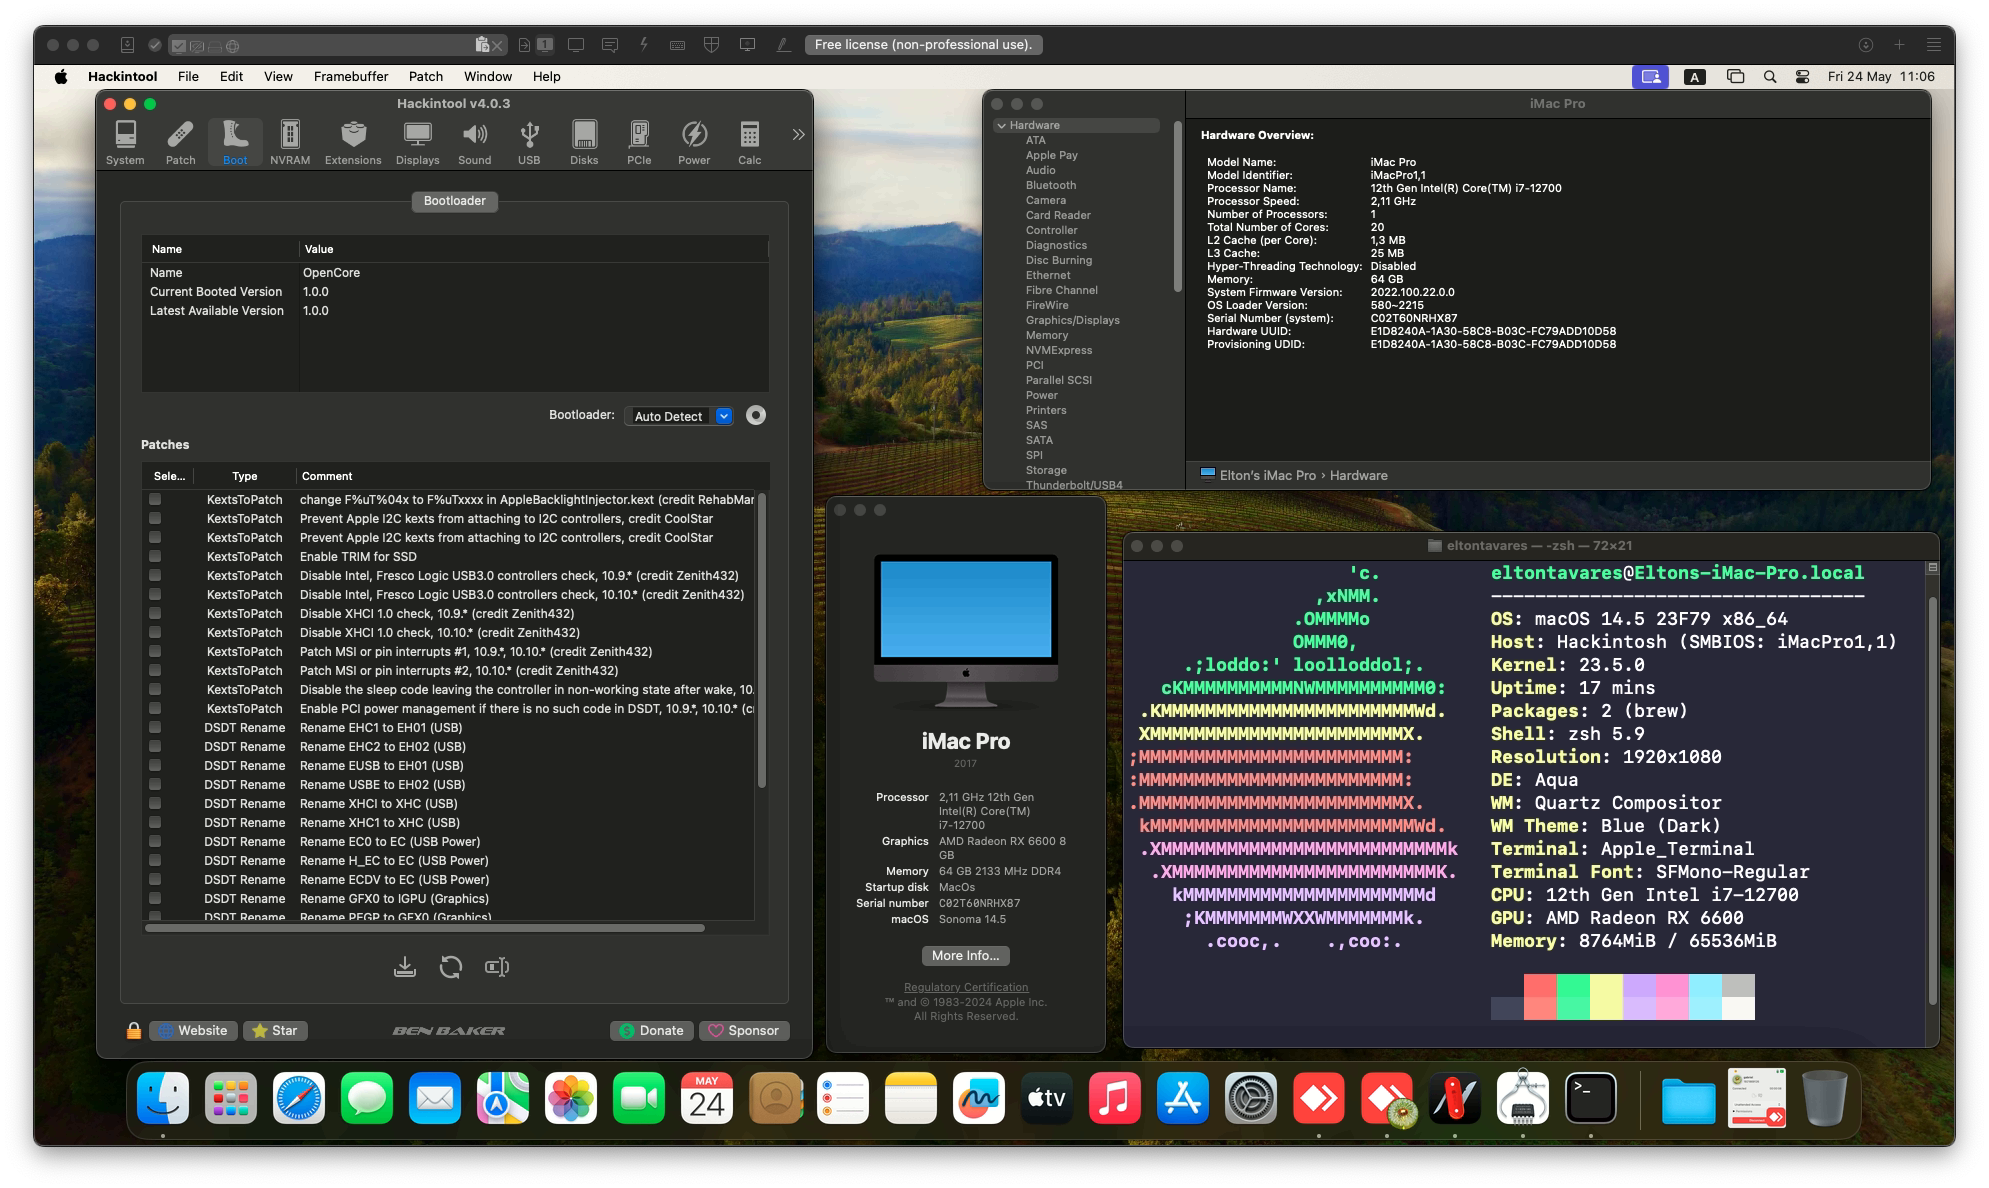 Free license (non-professional use).
Hackintool File Edit View Framebuffer Patch Window Help
A Fri 24 May 11:06
Hackintool v4.0.3
System Patch Boot NVRAM Extensions Displays Sound USB Disks PCIe Power Calc
Bootloader
Name Value
Name OpenCore
Current Booted Version 1.0.0
Latest Available Version 1.0.0
Bootloader: Auto Detect
Patches
Sele... Type Comment
KextsToPatch change F%uT%04x to F%uTxxxx in AppleBacklightInjector.kext (credit RehabMar
KextsToPatch Prevent Apple I2C kexts from attaching to I2C controllers, credit CoolStar
KextsToPatch Prevent Apple I2C kexts from attaching to I2C controllers, credit CoolStar
KextsToPatch Enable TRIM for SSD
KextsToPatch Disable Intel, Fresco Logic USB3.0 controllers check, 10.9.* (credit Zenith432)
KextsToPatch Disable Intel, Fresco Logic USB3.0 controllers check, 10.10.* (credit Zenith432)
KextsToPatch Disable XHCI 1.0 check, 10.9.* (credit Zenith432)
KextsToPatch Disable XHCI 1.0 check, 10.10.* (credit Zenith432)
KextsToPatch Patch MSI or pin interrupts #1, 10.9.*, 10.10.* (credit Zenith432)
KextsToPatch Patch MSI or pin interrupts #2, 10.10.* (credit Zenith432)
KextsToPatch Disable the sleep code leaving the controller in non-working state after wake, 10.
KextsToPatch Enable PCI power management if there is no such code in DSDT, 10.9.*, 10.10.* (c
DSDT Rename Rename EHC1 to EH01 (USB)
DSDT Rename Rename EHC2 to EH02 (USB)
DSDT Rename Rename EUSB to EH01 (USB)
DSDT Rename Rename USBE to EH02 (USB)
DSDT Rename Rename XHCI to XHC (USB)
DSDT Rename Rename XHC1 to XHC (USB)
DSDT Rename Rename EC0 to EC (USB Power)
DSDT Rename Rename H_EC to EC (USB Power)
DSDT Rename Rename ECDV to EC (USB Power)
DSDT Rename Rename GFX0 to IGPU (Graphics)
DSDT Rename Rename PEGP to GFX0 (Graphics)
Website Star BEN BAKER Donate Sponsor
iMac Pro
Hardware
ATA
Apple Pay
Audio
Bluetooth
Camera
Card Reader
Controller
Diagnostics
Disc Burning
Ethernet
Fibre Channel
FireWire
Graphics/Displays
Memory
NVMExpress
PCI
Parallel SCSI
Power
Printers
SAS
SATA
SPI
Storage
Thunderbolt/USB4
Hardware Overview:
Model Name: iMac Pro
Model Identifier: iMacPro1,1
Processor Name: 12th Gen Intel(R) Core(TM) i7-12700
Processor Speed: 2,11 GHz
Number of Processors: 1
Total Number of Cores: 20
L2 Cache (per Core): 1,3 MB
L3 Cache: 25 MB
Hyper-Threading Technology: Disabled
Memory: 64 GB
System Firmware Version: 2022.100.22.0.0
OS Loader Version: 580~2215
Serial Number (system): C02T60NRHX87
Hardware UUID: E1D8240A-1A30-58C8-B03C-FC79ADD10D58
Provisioning UDID: E1D8240A-1A30-58C8-B03C-FC79ADD10D58
Elton's iMac Pro › Hardware
iMac Pro
2017
Processor 2,11 GHz 12th Gen
Intel(R) Core(TM)
i7-12700
Graphics AMD Radeon RX 6600 8
GB
Memory 64 GB 2133 MHz DDR4
Startup disk MacOs
Serial number C02T60NRHX87
macOS Sonoma 14.5
More Info...
Regulatory Certification
™ and © 1983-2024 Apple Inc.
All Rights Reserved.
eltontavares — -zsh — 72×21
'c. eltontavares@Eltons-iMac-Pro.local
,xNMM. ----------------------------------
.OMMMMo OS: macOS 14.5 23F79 x86_64
OMMM0, Host: Hackintosh (SMBIOS: iMacPro1,1)
.;loddo:' loolloddol;. Kernel: 23.5.0
cKMMMMMMMMMMNWMMMMMMMMMM0: Uptime: 17 mins
.KMMMMMMMMMMMMMMMMMMMMMMMWd. Packages: 2 (brew)
XMMMMMMMMMMMMMMMMMMMMMMMX. Shell: zsh 5.9
;MMMMMMMMMMMMMMMMMMMMMMMM: Resolution: 1920x1080
:MMMMMMMMMMMMMMMMMMMMMMMM: DE: Aqua
.MMMMMMMMMMMMMMMMMMMMMMMMX. WM: Quartz Compositor
kMMMMMMMMMMMMMMMMMMMMMMMMWd. WM Theme: Blue (Dark)
.XMMMMMMMMMMMMMMMMMMMMMMMMMMk Terminal: Apple_Terminal
.XMMMMMMMMMMMMMMMMMMMMMMMMK. Terminal Font: SFMono-Regular
kMMMMMMMMMMMMMMMMMMMMMMd CPU: 12th Gen Intel i7-12700
;KMMMMMMMWXXWMMMMMMMk. GPU: AMD Radeon RX 6600
.cooc,. .,coo:. Memory: 8764MiB / 65536MiB
MAY
24
tv
>_